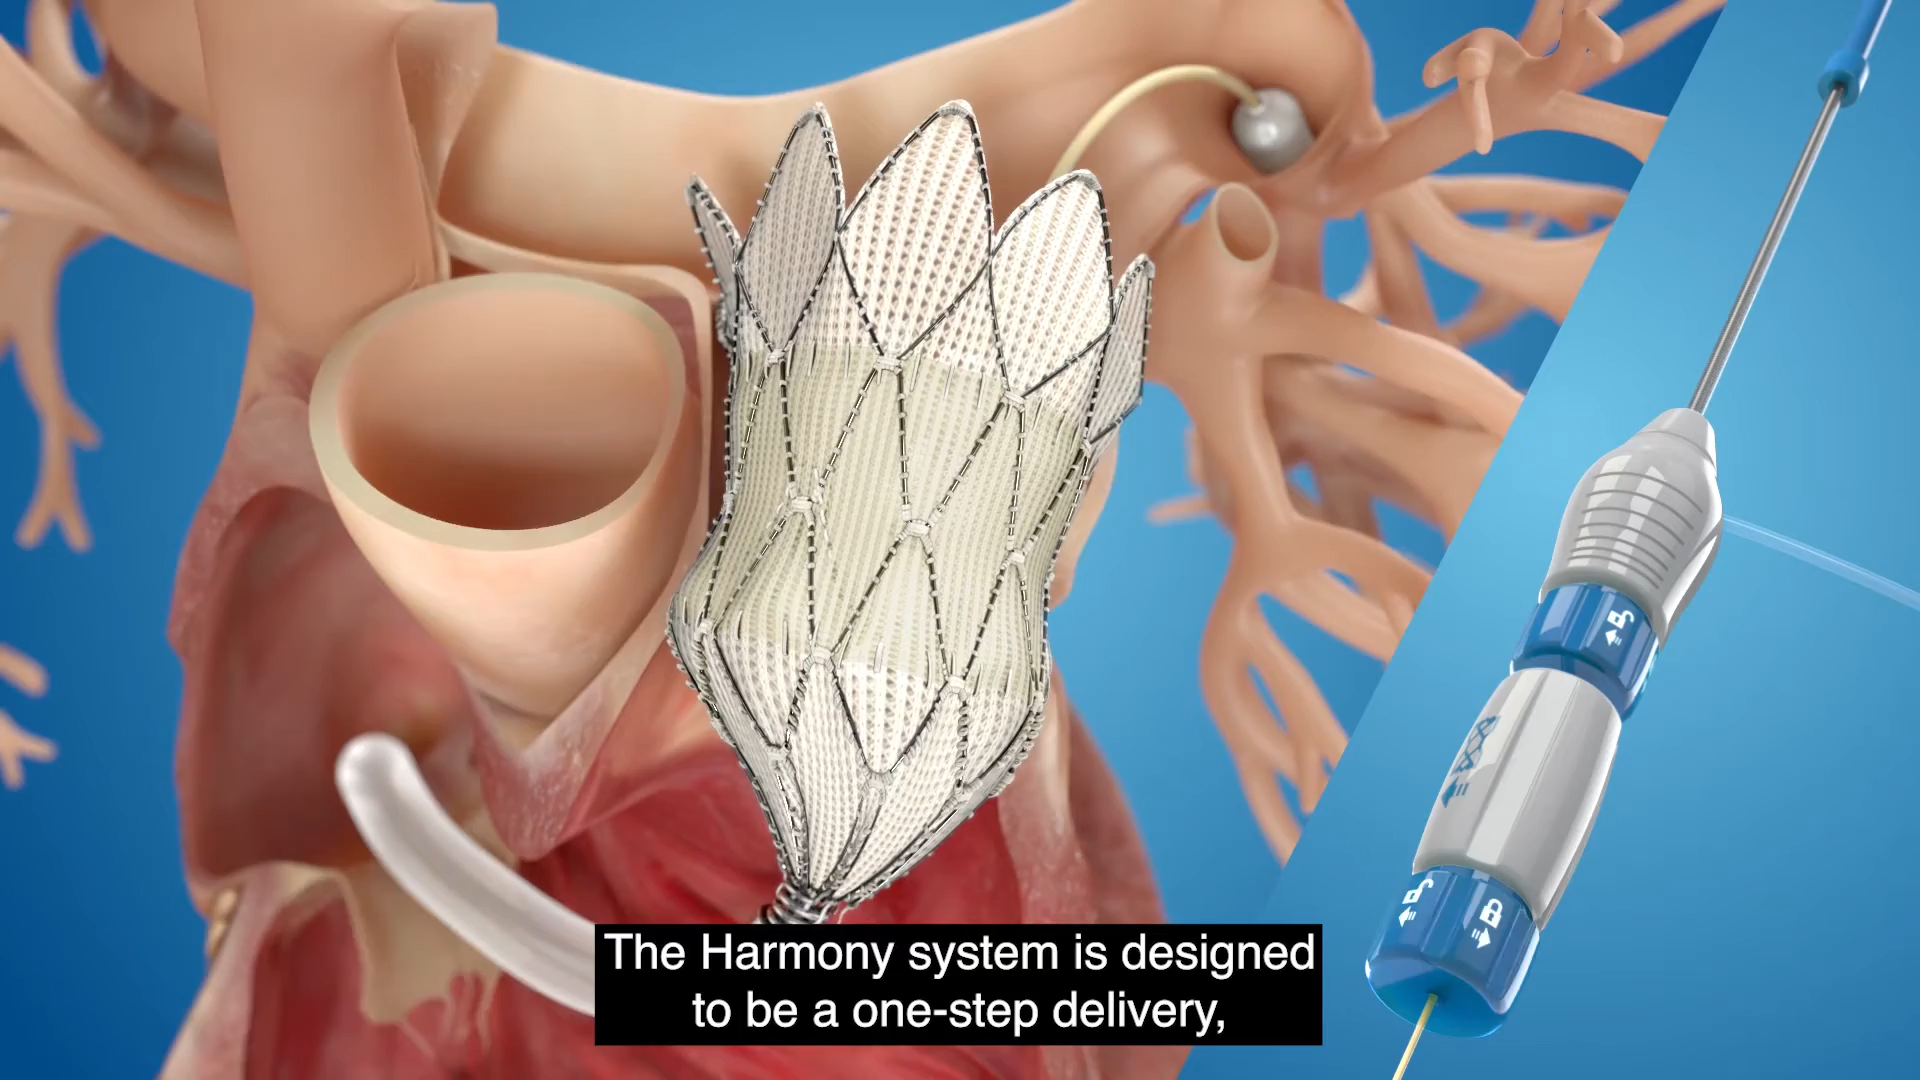 The Harmony system is designed
to be a one-step delivery,